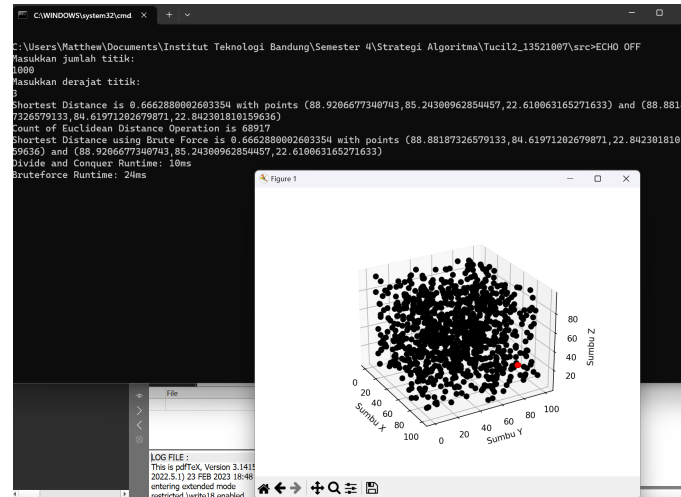 C:\WINDOWS\system32\cmd.
C:\Users\Matthew\Documents\Institut Teknologi Bandung\Semester 4\Strategi Algoritma\Tucil2_13521007\src>ECHO OFF
Masukkan jumlah titik:
1000
Masukkan derajat titik:
3
Shortest Distance is 0.6662880002603354 with points (88.9206677340743,85.24300962854457,22.610063165271633) and (88.881
87326579133,84.61971202679871,22.842301810159636)
Count of Euclidean Distance Operation is 68917
Shortest Distance using Brute Force is 0.6662880002603354 with points (88.88187326579133,84.61971202679871,22.842301810
59636) and (88.9206677340743,85.24300962854457,22.610063165271633)
Divide and Conquer Runtime: 10ms
Bruteforce Runtime: 24ms
Figure 1
80
60
40
20
Sumbu Z
0
20
40
60
80
100
Sumbu X
0
20
40
60
80
100
Sumbu Y
File
LOG FILE :
This is pdfTeX, Version 3.1415
2022.5.1) 23 FEB 2023 18:48
entering extended mode
restricted \write18 enabled